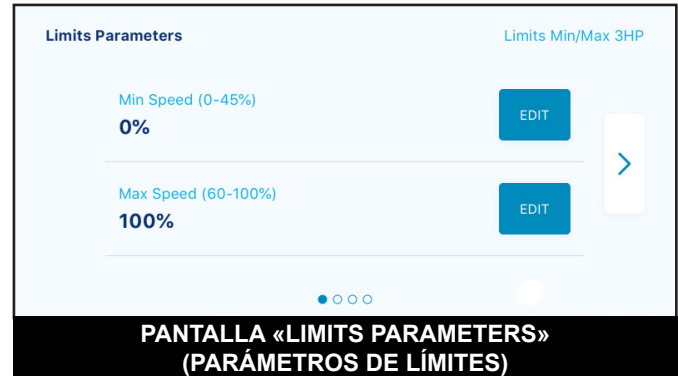 Limits Parameters
Limits Min/Max 3HP
Min Speed (0-45%)
0%
EDIT
Max Speed (60-100%)
100%
EDIT
PANTALLA «LIMITS PARAMETERS»
(PARÁMETROS DE LÍMITES)